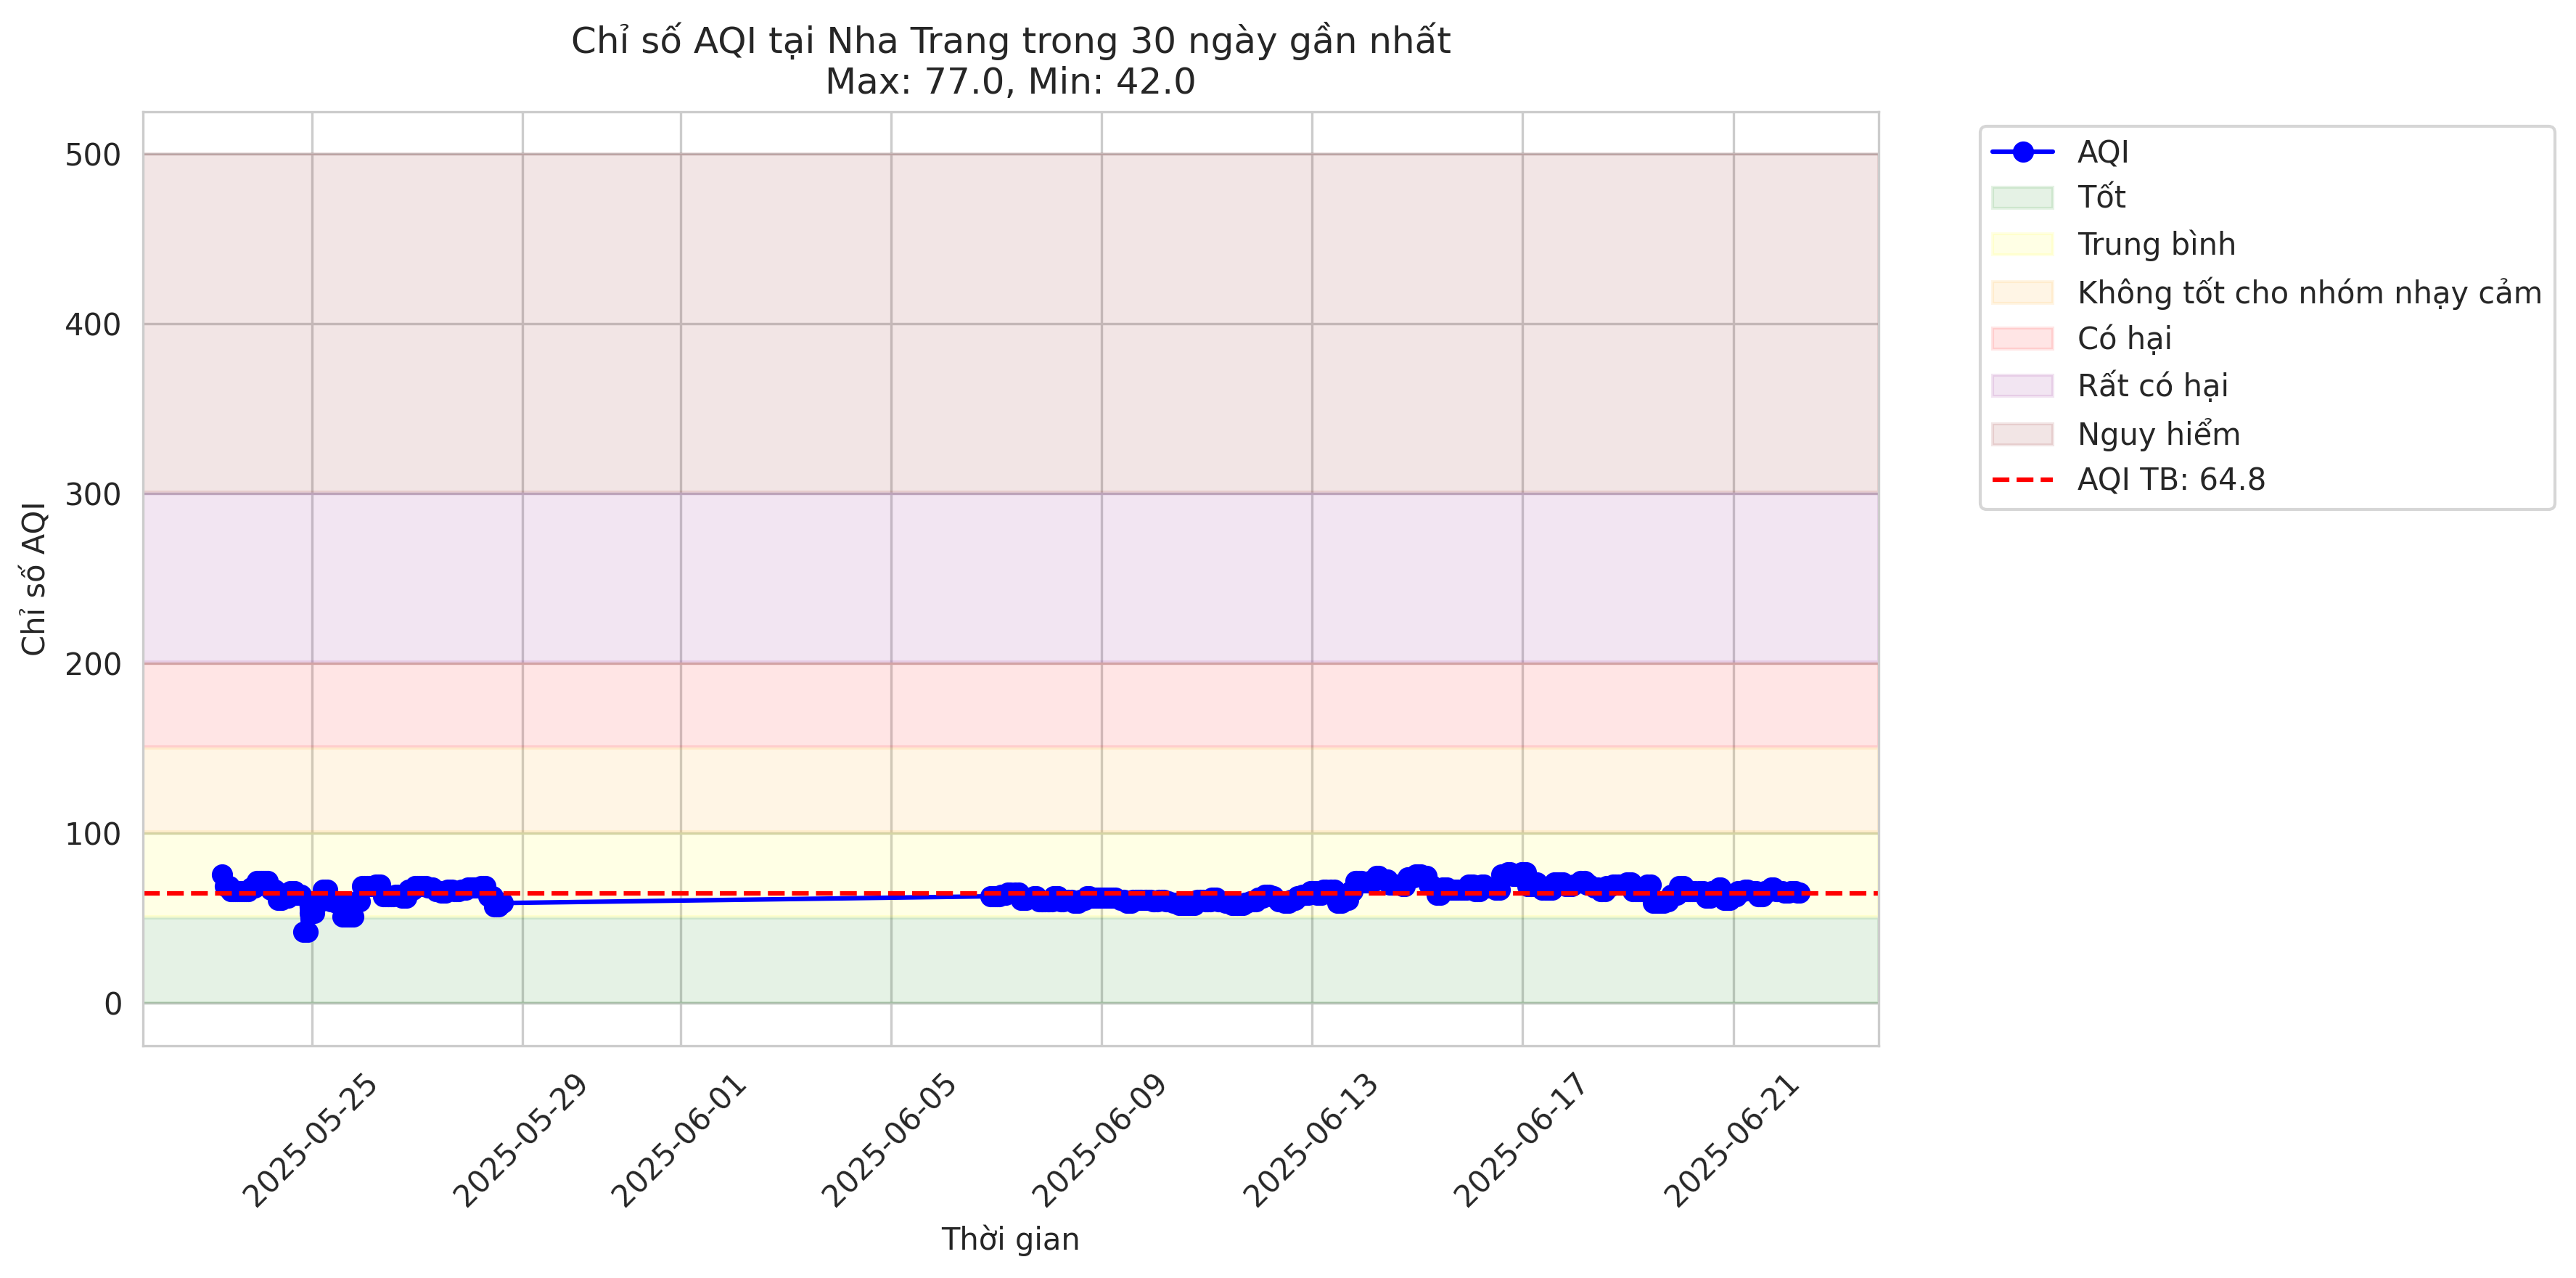 Chỉ số AQI tại Nha Trang trong 30 ngày gần nhất
Max: 77.0, Min: 42.0
Chỉ số AQI
500
400
300
200
100
0
2025-05-25
2025-05-29
2025-06-01
2025-06-05
2025-06-09
2025-06-13
2025-06-17
2025-06-21
Thời gian
AQI
Tốt
Trung bình
Không tốt cho nhóm nhạy cảm
Có hại
Rất có hại
Nguy hiểm
AQI TB: 64.8